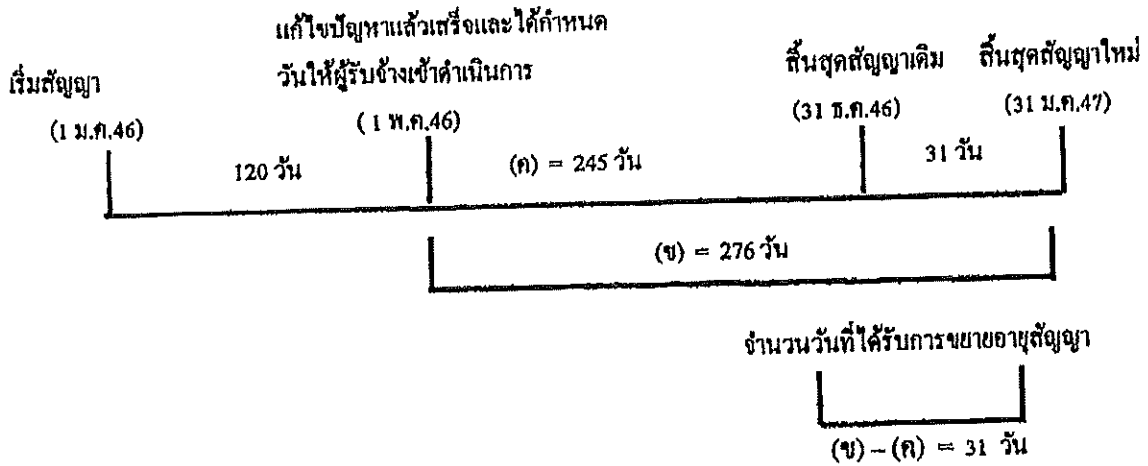 แก้ไขปัญหาแล้วเสร็จและได้กำหนด
วันให้ผู้รับจ้างเข้าดำเนินการ
เริ่มสัญญา
สิ้นสุดสัญญาเดิม
สิ้นสุดสัญญาใหม่
(1 ม.ค.46)
( 1 พ.ค.46)
(31 ธ.ค.46)
(31 ม.ค.47)
120 วัน
(ค) = 245 วัน
31 วัน
(ข) = 276 วัน
จำนวนวันที่ได้รับการขยายอายุสัญญา
(ข) – (ค) = 31 วัน